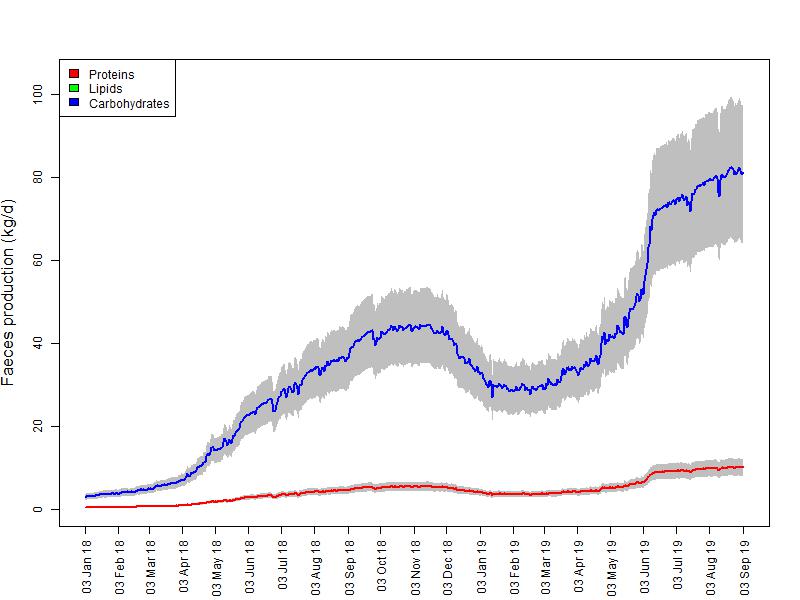 Proteins
Lipids
Carbohydrates
Faeces production (kg/d)
100
80
60
40
20
0
03 Jan 18
03 Feb 18
03 Mar 18
03 Apr 18
03 May 18
03 Jun 18
03 Jul 18
03 Aug 18
03 Sep 18
03 Oct 18
03 Nov 18
03 Dec 18
03 Jan 19
03 Feb 19
03 Mar 19
03 Apr 19
03 May 19
03 Jun 19
03 Jul 19
03 Aug 19
03 Sep 19